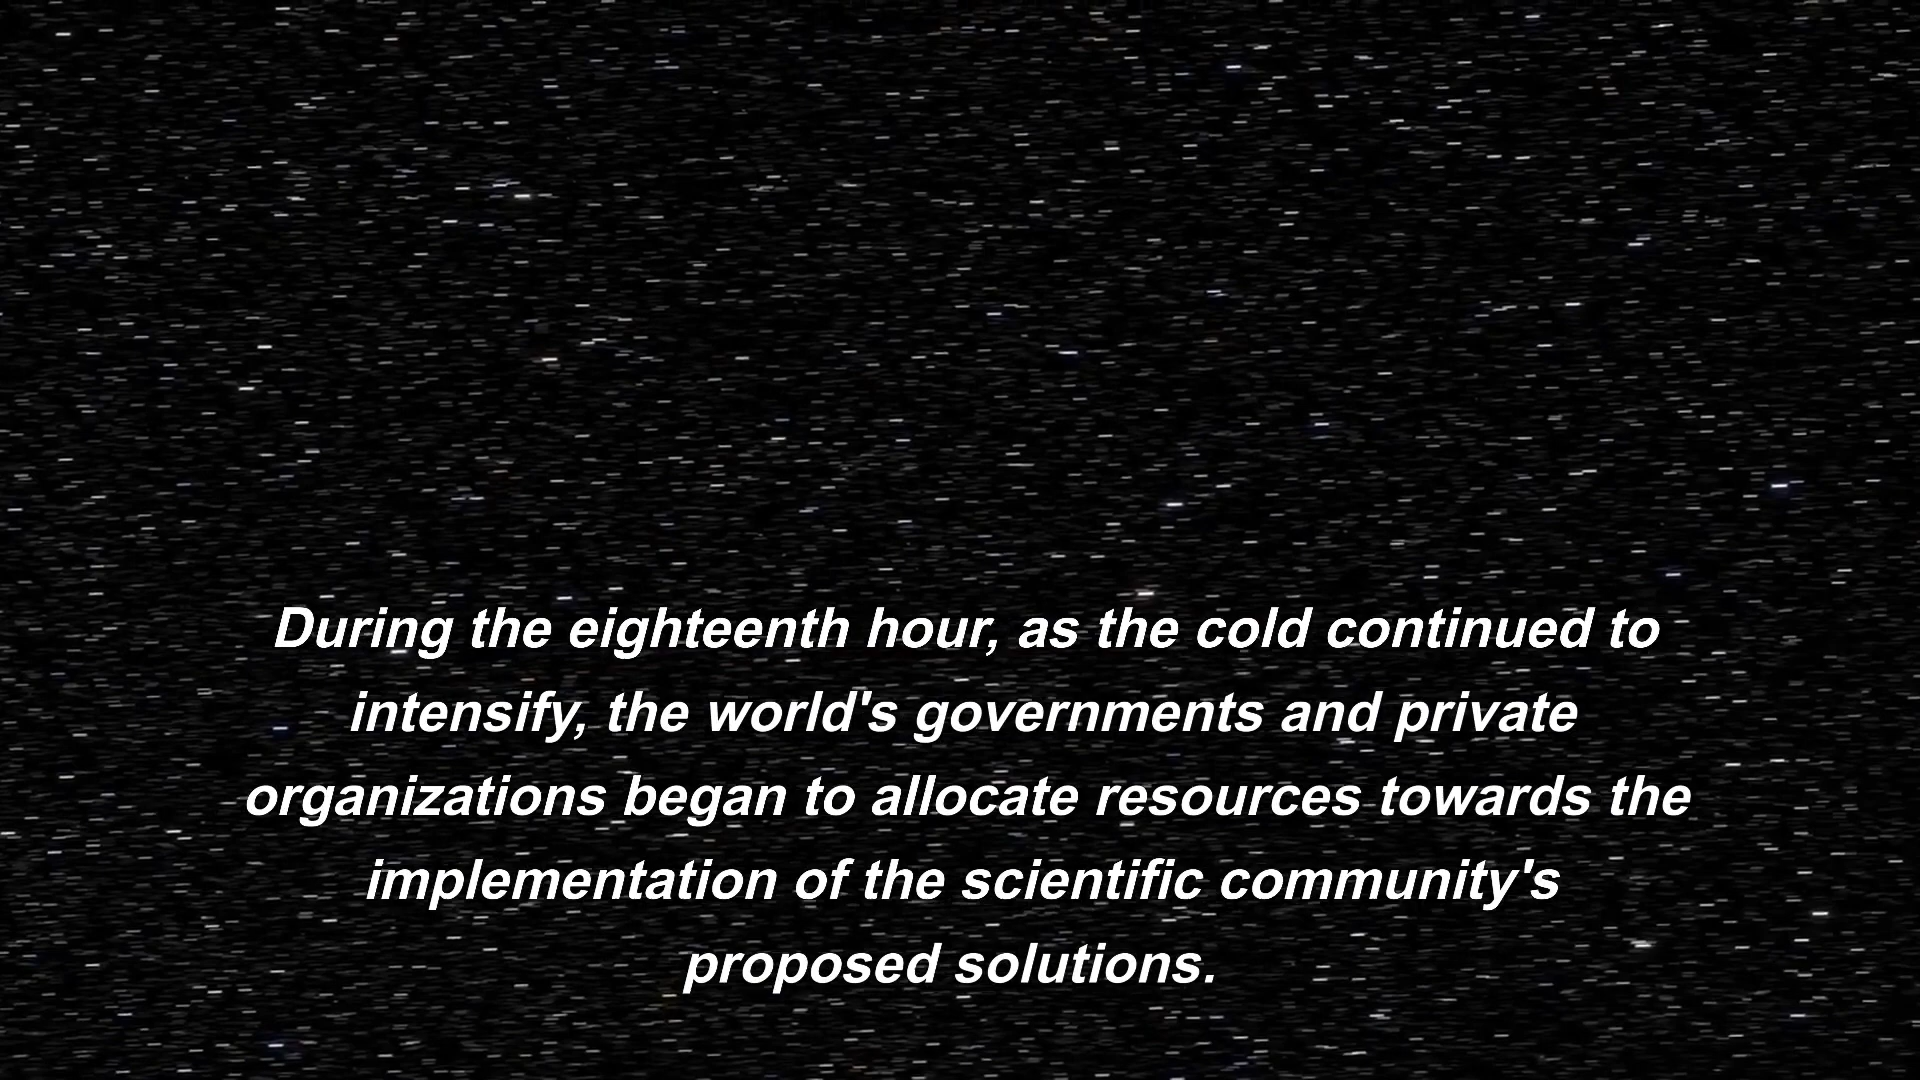 During the eighteenth hour, as the cold continued to
intensify, the world's governments and private
organizations began to allocate resources towards the
implementation of the scientific community's
proposed solutions.